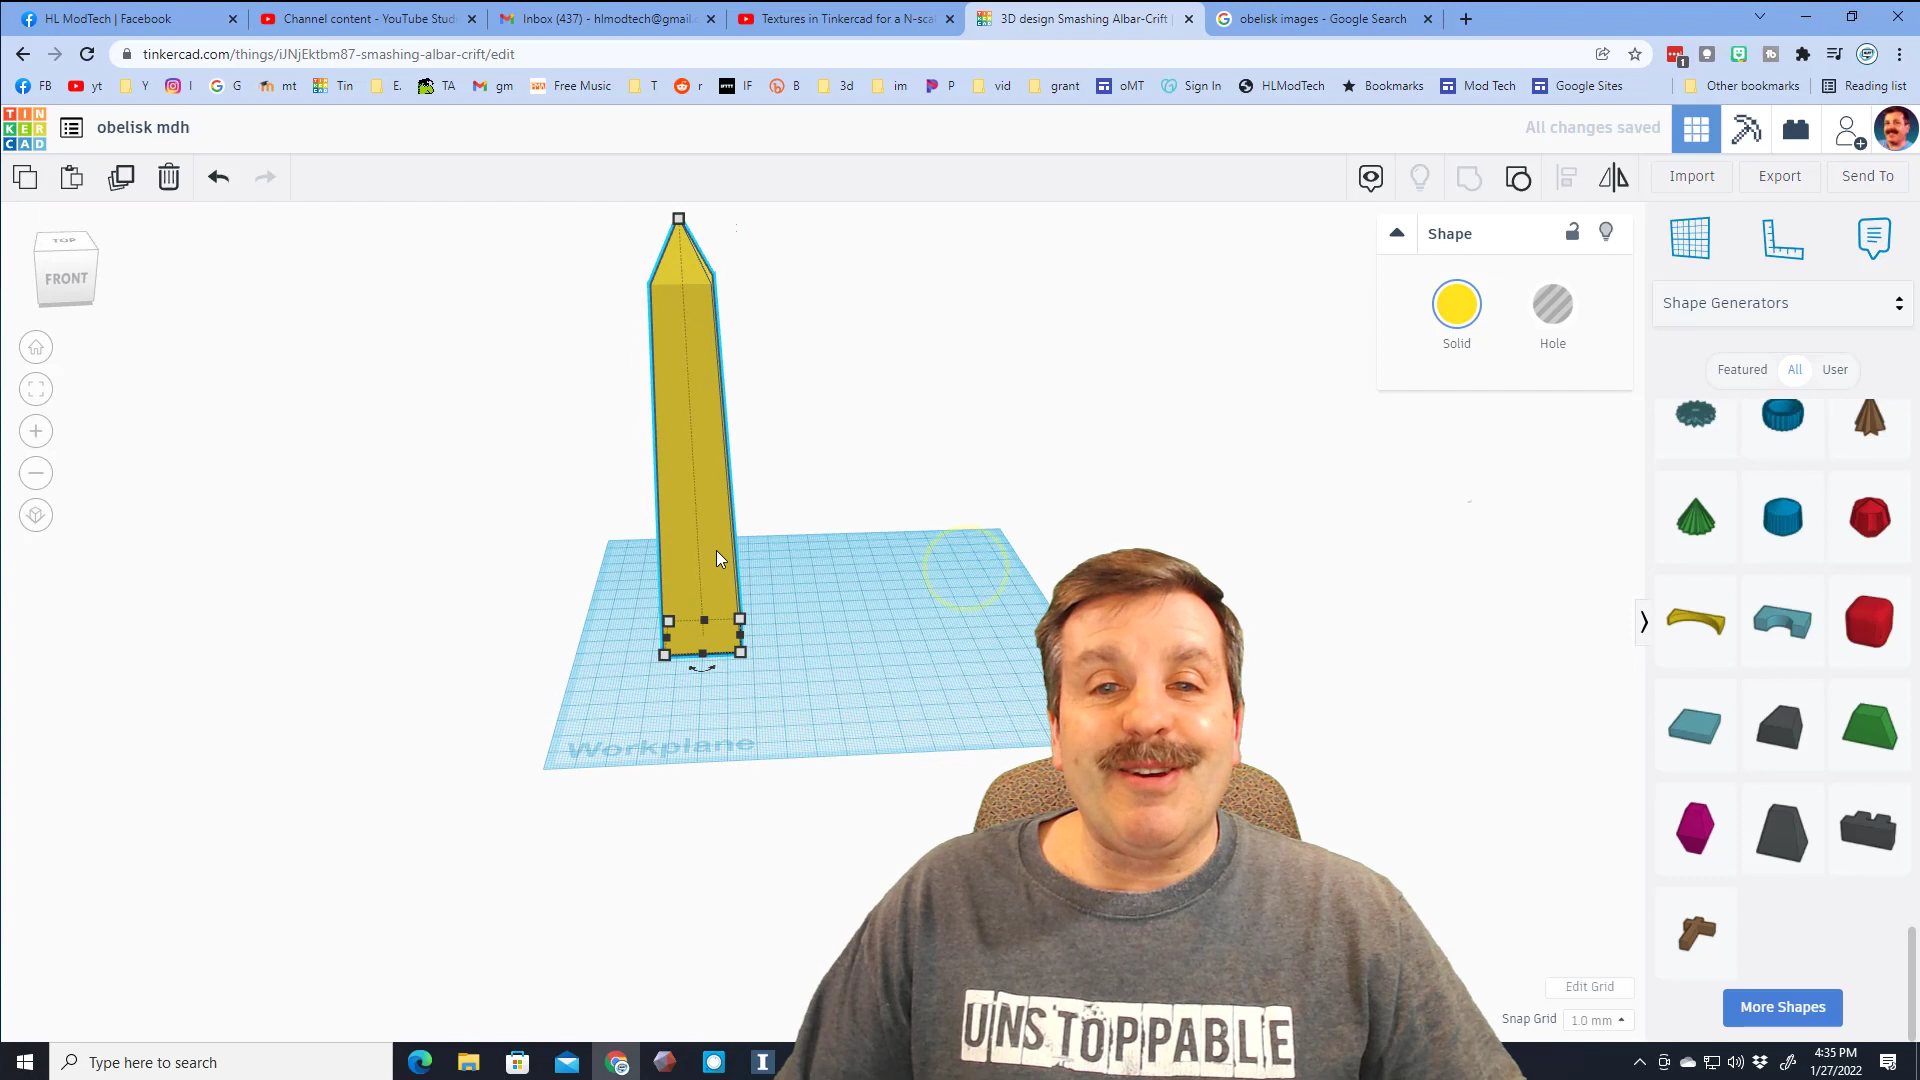 HL ModTech | Facebook
Channel content - YouTube Stud
Inbox (437) - hlmodtech@gmail.
Textures in Tinkercad for a N-sca
3D design Smashing Albar-Crift |
obelisk images - Google Search
tinkercad.com/things/iJNjEktbm87-smashing-albar-crift/edit
FB
yt
Y
I
G
mt
Tin
E.
TA
gm
Free Music
T
r
IF
B
3d
im
P
vid
grant
oMT
Sign In
HLModTech
Bookmarks
Mod Tech
Google Sites
Other bookmarks
Reading list
1
TIN
KER
CAD
obelisk mdh
All changes saved
Import
Export
Send To
TOP
FRONT
Shape
Solid
Hole
Shape Generators
Featured
All
User
Workplane
UNSTOPPABLE
Edit Grid
Snap Grid
1.0 mm
More Shapes
Type here to search
4:35 PM
1/27/2022